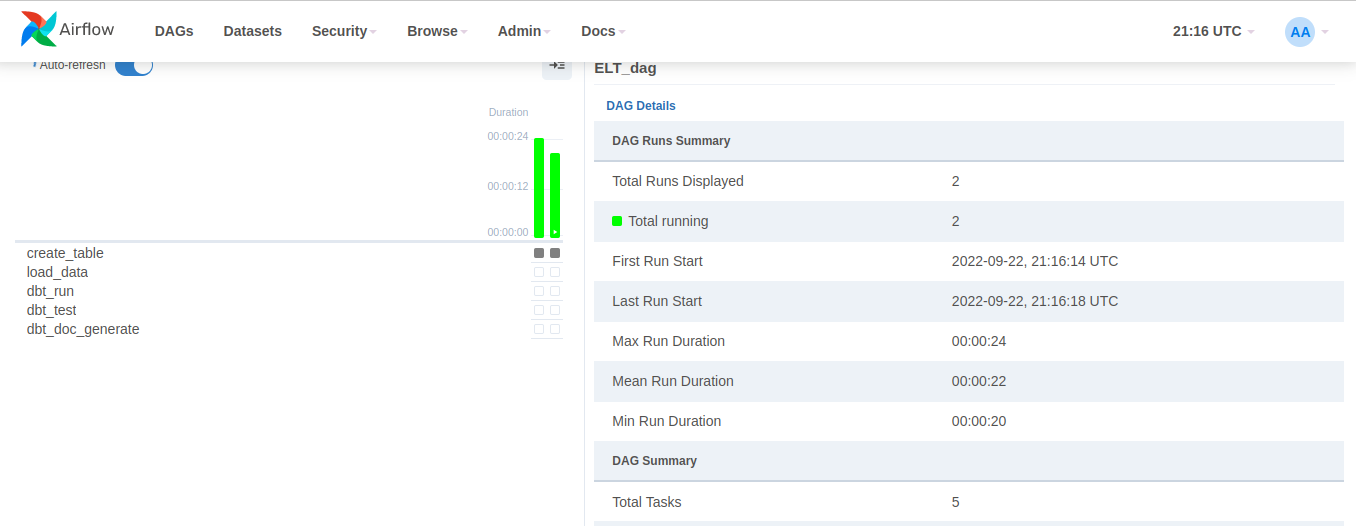 Airflow DAGs Datasets Security Browse Admin Docs 21:16 UTC AA
Auto-refresh
Duration
00:00:24
00:00:12
00:00:00
create_table
load_data
dbt_run
dbt_test
dbt_doc_generate
ELT_dag
DAG Details
DAG Runs Summary
Total Runs Displayed 2
Total running 2
First Run Start 2022-09-22, 21:16:14 UTC
Last Run Start 2022-09-22, 21:16:18 UTC
Max Run Duration 00:00:24
Mean Run Duration 00:00:22
Min Run Duration 00:00:20
DAG Summary
Total Tasks 5